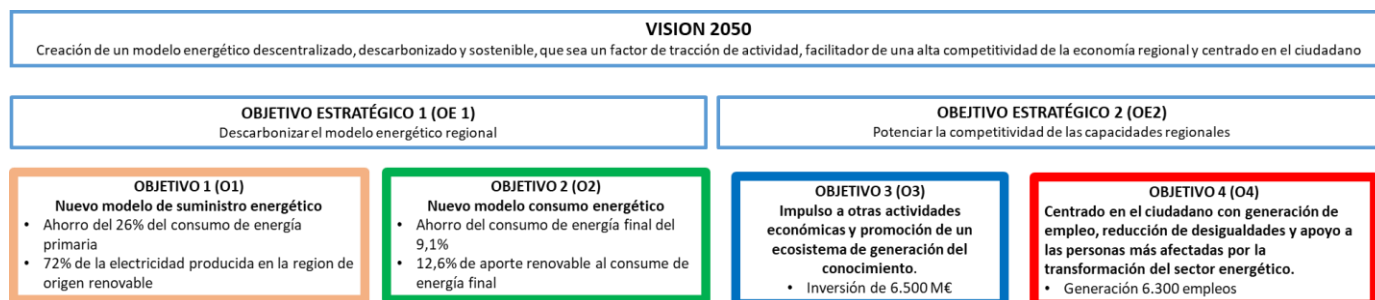 VISION 2050
Creación de un modelo energético descentralizado, descarbonizado y sostenible, que sea un factor de tracción de actividad, facilitador de una alta competitividad de la economía regional y centrado en el ciudadano
OBJETIVO ESTRATÉGICO 1 (OE 1)
Descarbonizar el modelo energético regional
OBEJTIVO ESTRATÉGICO 2 (OE2)
Potenciar la competitividad de las capacidades regionales
OBJETIVO 1 (O1)
Nuevo modelo de suministro energético
• Ahorro del 26% del consumo de energía
primaria
• 72% de la electricidad producida en la region de
origen renovable
OBJETIVO 2 (O2)
Nuevo modelo consumo energético
• Ahorro del consumo de energía final del
9,1%
• 12,6% de aporte renovable al consume de
energía final
OBJETIVO 3 (O3)
Impulso a otras actividades
económicas y promoción de un
ecosistema de generación del
conocimiento.
• Inversión de 6.500 M€
OBJETIVO 4 (O4)
Centrado en el ciudadano con generación de
empleo, reducción de desigualdades y apoyo a
las personas más afectadas por la
transformación del sector energético.
• Generación 6.300 empleos